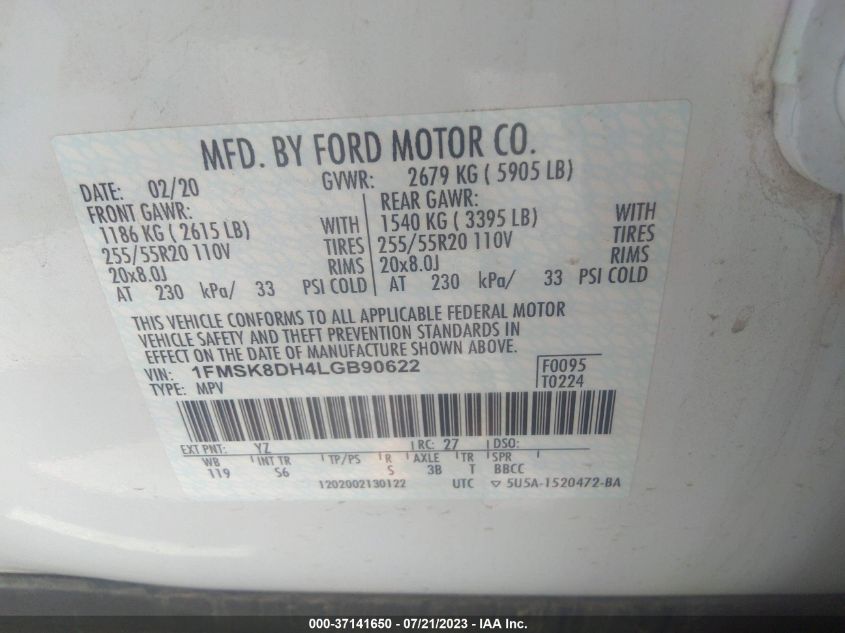 MFD. BY FORD MOTOR CO.
DATE: 02/20 GVWR: 2679 KG ( 5905 LB)
FRONT GAWR: REAR GAWR:
1186 KG ( 2615 LB) WITH 1540 KG ( 3395 LB) WITH
255/55R20 110V TIRES 255/55R20 110V TIRES
20x8.0J RIMS 20x8.0J RIMS
AT 230 kPa/ 33 PSI COLD AT 230 kPa/ 33 PSI COLD
THIS VEHICLE CONFORMS TO ALL APPLICABLE FEDERAL MOTOR
VEHICLE SAFETY AND THEFT PREVENTION STANDARDS IN
EFFECT ON THE DATE OF MANUFACTURE SHOWN ABOVE.
VIN: 1FMSK8DH4LGB90622 F0095
TYPE: MPV T0224
EXT PNT: YZ RC: 27 DSO:
WB INT TR TP/PS R AXLE TR SPR
119 S6 S 3B T BBCC
1202002130122 UTC ▽ 5U5A-1520472-BA
000-37141650 / 07/21/2023 - IAA Inc.